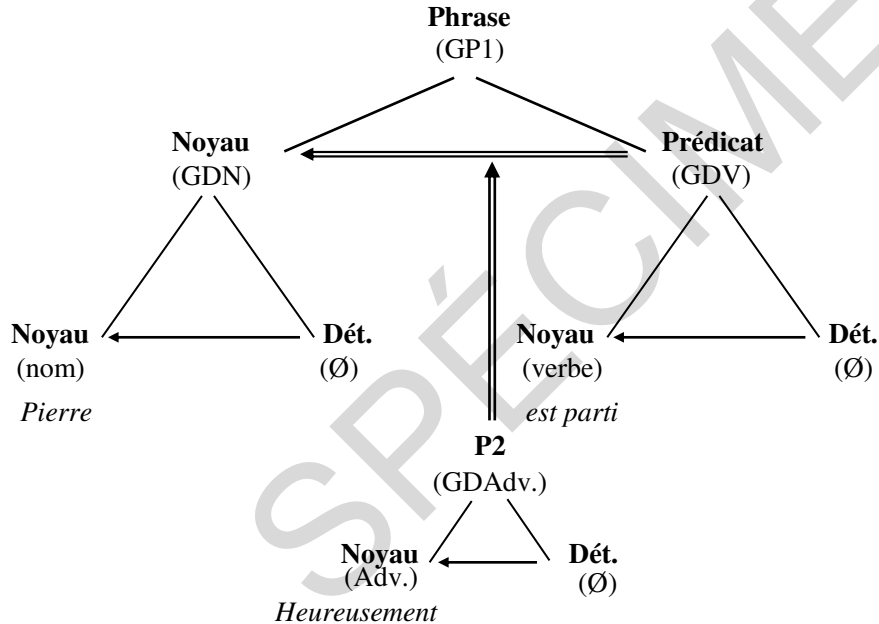 Phrase
(GP1)
Noyau Prédicat
(GDN) (GDV)
Noyau Dét. Noyau Dét.
(nom) (Ø) (verbe) (Ø)
Pierre est parti
P2
(GDAdv.)
Noyau Dét.
(Adv.) (Ø)
Heureusement
SPÉCIME